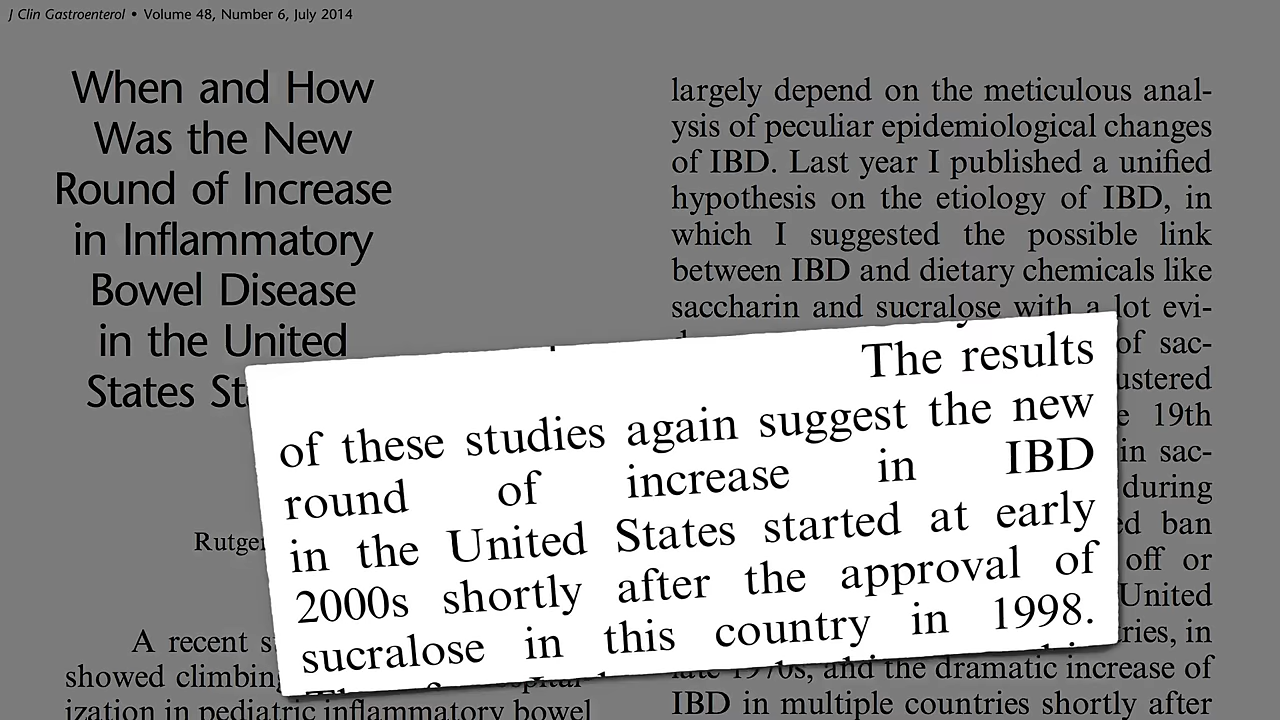 J Clin Gastroenterol • Volume 48, Number 6, July 2014
When and How
Was the New
Round of Increase
in Inflammatory
Bowel Disease
in the United
States
A recent
showed climbing
ization in pediatric inflammatory bowel
largely depend on the meticulous anal-
ysis of peculiar epidemiological changes
of IBD. Last year I published a unified
hypothesis on the etiology of IBD, in
which I suggested the possible link
between IBD and dietary chemicals like
saccharin and sucralose with a lot evi-
of sac-
19th
in sac-
during
ban
off or
United
in
late 1970s, and the dramatic increase of
IBD in multiple countries shortly after
The results
of these studies again suggest the new
round of increase in IBD
in the United States started at early
2000s shortly after the approval of
sucralose in this country in 1998.